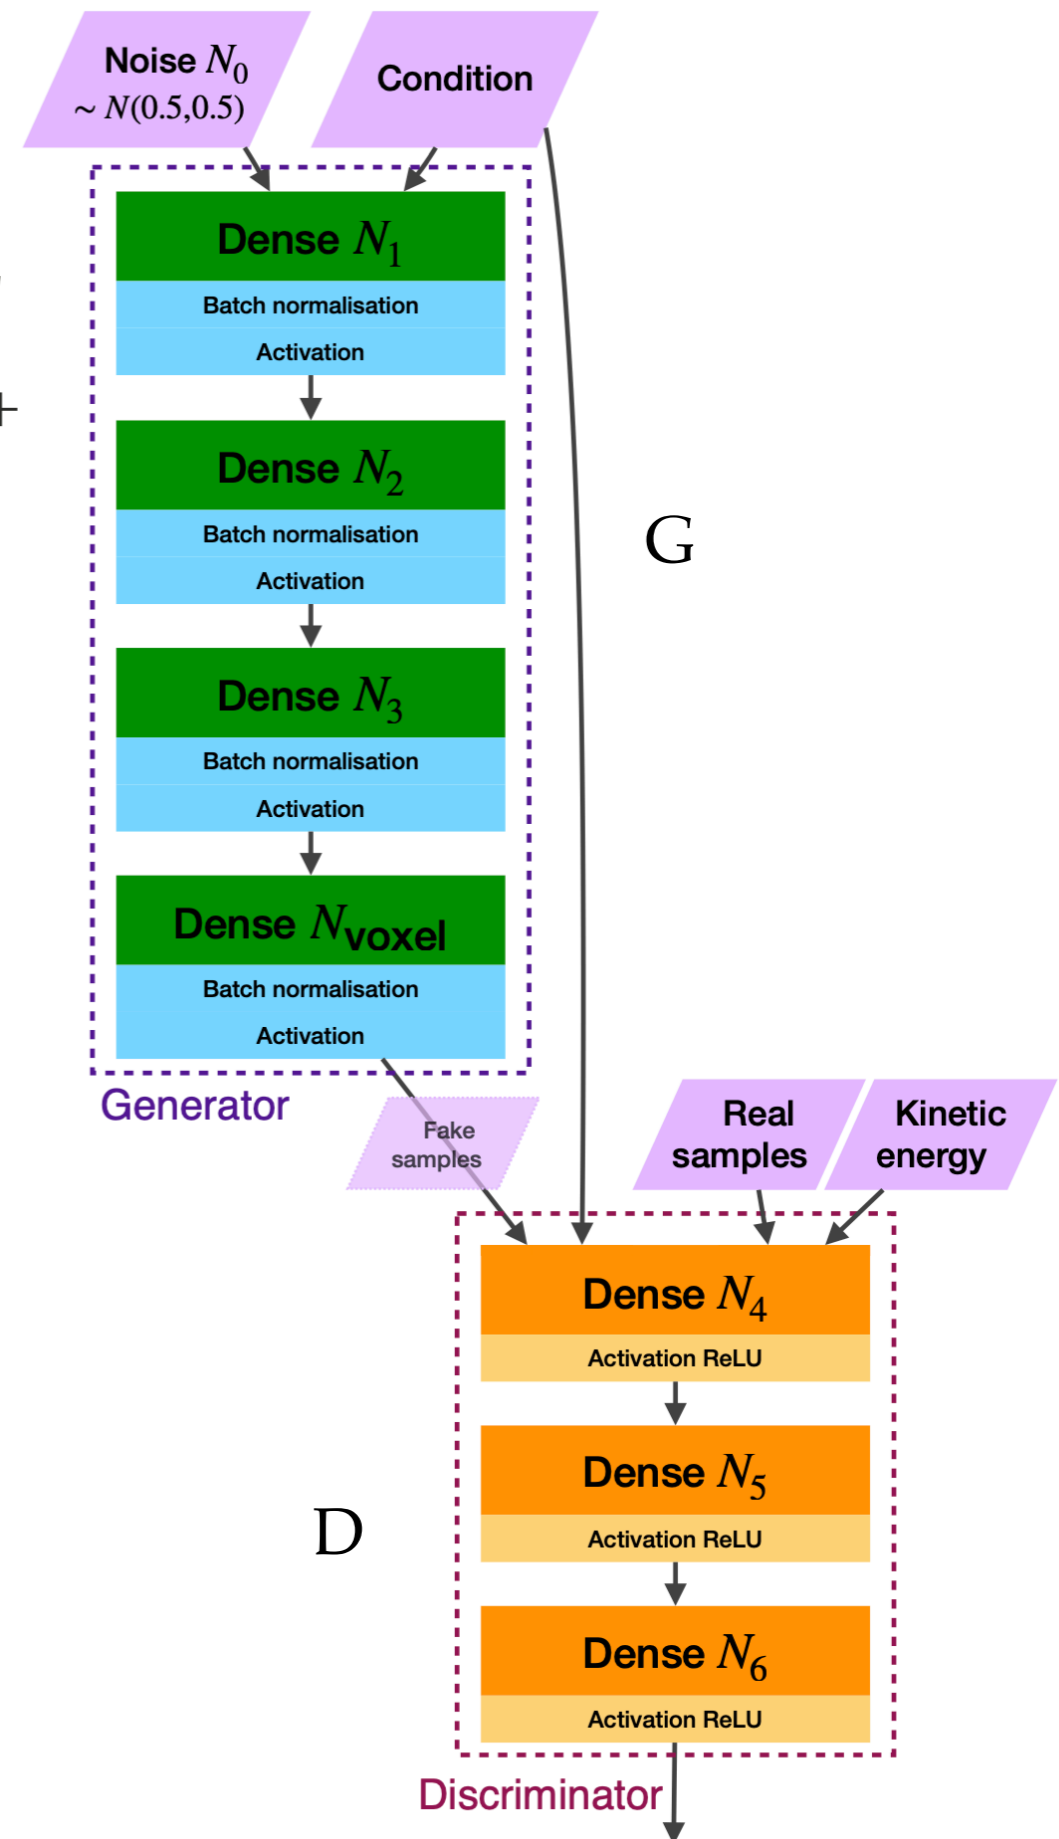 Noise N₀
~ N(0.5,0.5)
Condition
Dense N₁
Batch normalisation
Activation
+
Dense N₂
Batch normalisation
Activation
G
Dense N₃
Batch normalisation
Activation
Dense Nvoxel
Batch normalisation
Activation
Generator
Fake
samples
Real
samples
Kinetic
energy
Dense N₄
Activation ReLU
Dense N₅
Activation ReLU
D
Dense N₆
Activation ReLU
Discriminator